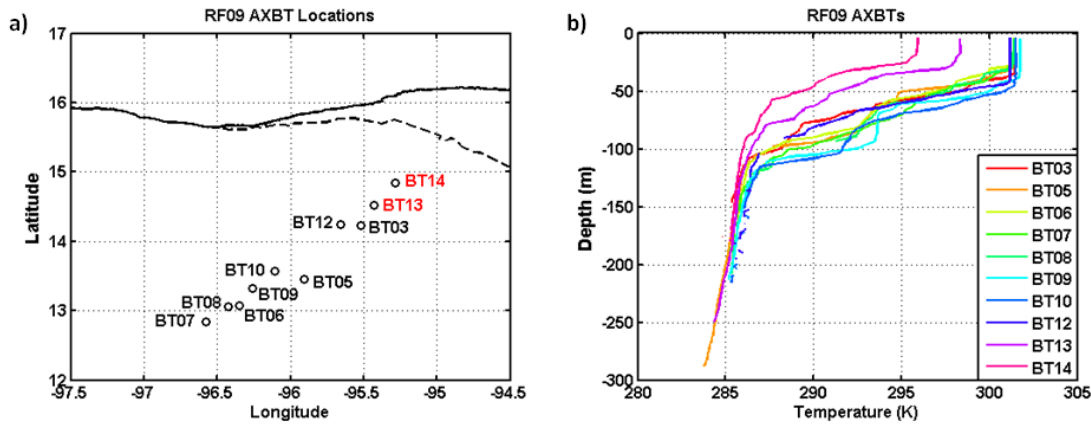 a)
RF09 AXBT Locations
17
16
15
14
13
12
Latitude
BT14
BT13
BT12
BT03
BT10
BT05
BT09
BT08
BT06
BT07
-97.5
-97
-96.5
-96
-95.5
-95
-94.5
Longitude
b)
RF09 AXBTs
0
-50
-100
-150
-200
-250
-300
Depth (m)
BT03
BT05
BT06
BT07
BT08
BT09
BT10
BT12
BT13
BT14
280
285
290
295
300
305
Temperature (K)